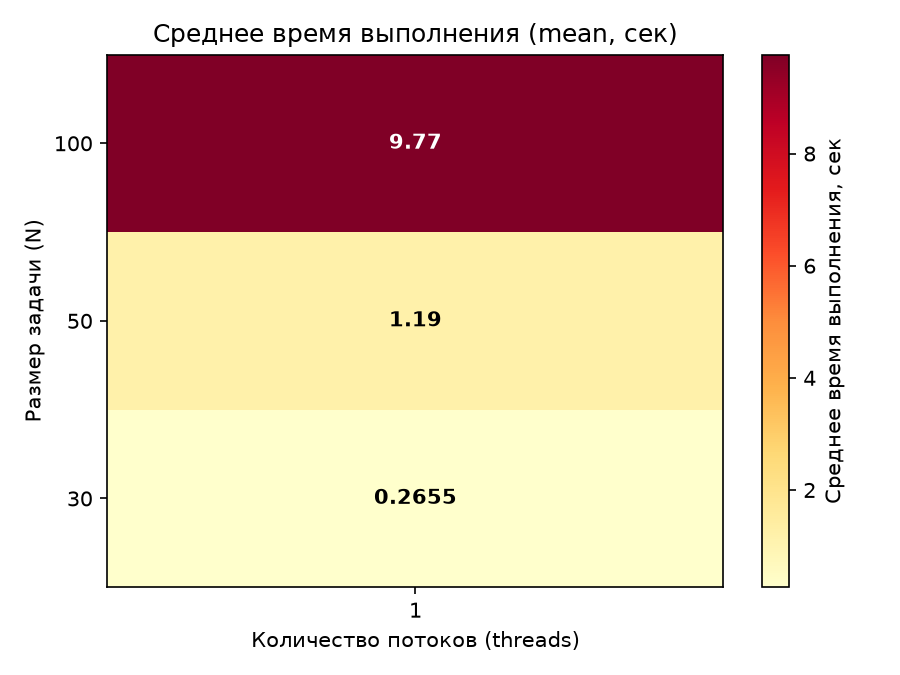 Среднее время выполнения (mean, сек)
Размер задачи (N)
100
50
30
9.77
1.19
0.2655
1
Количество потоков (threads)
8
6
4
2
Среднее время выполнения, сек